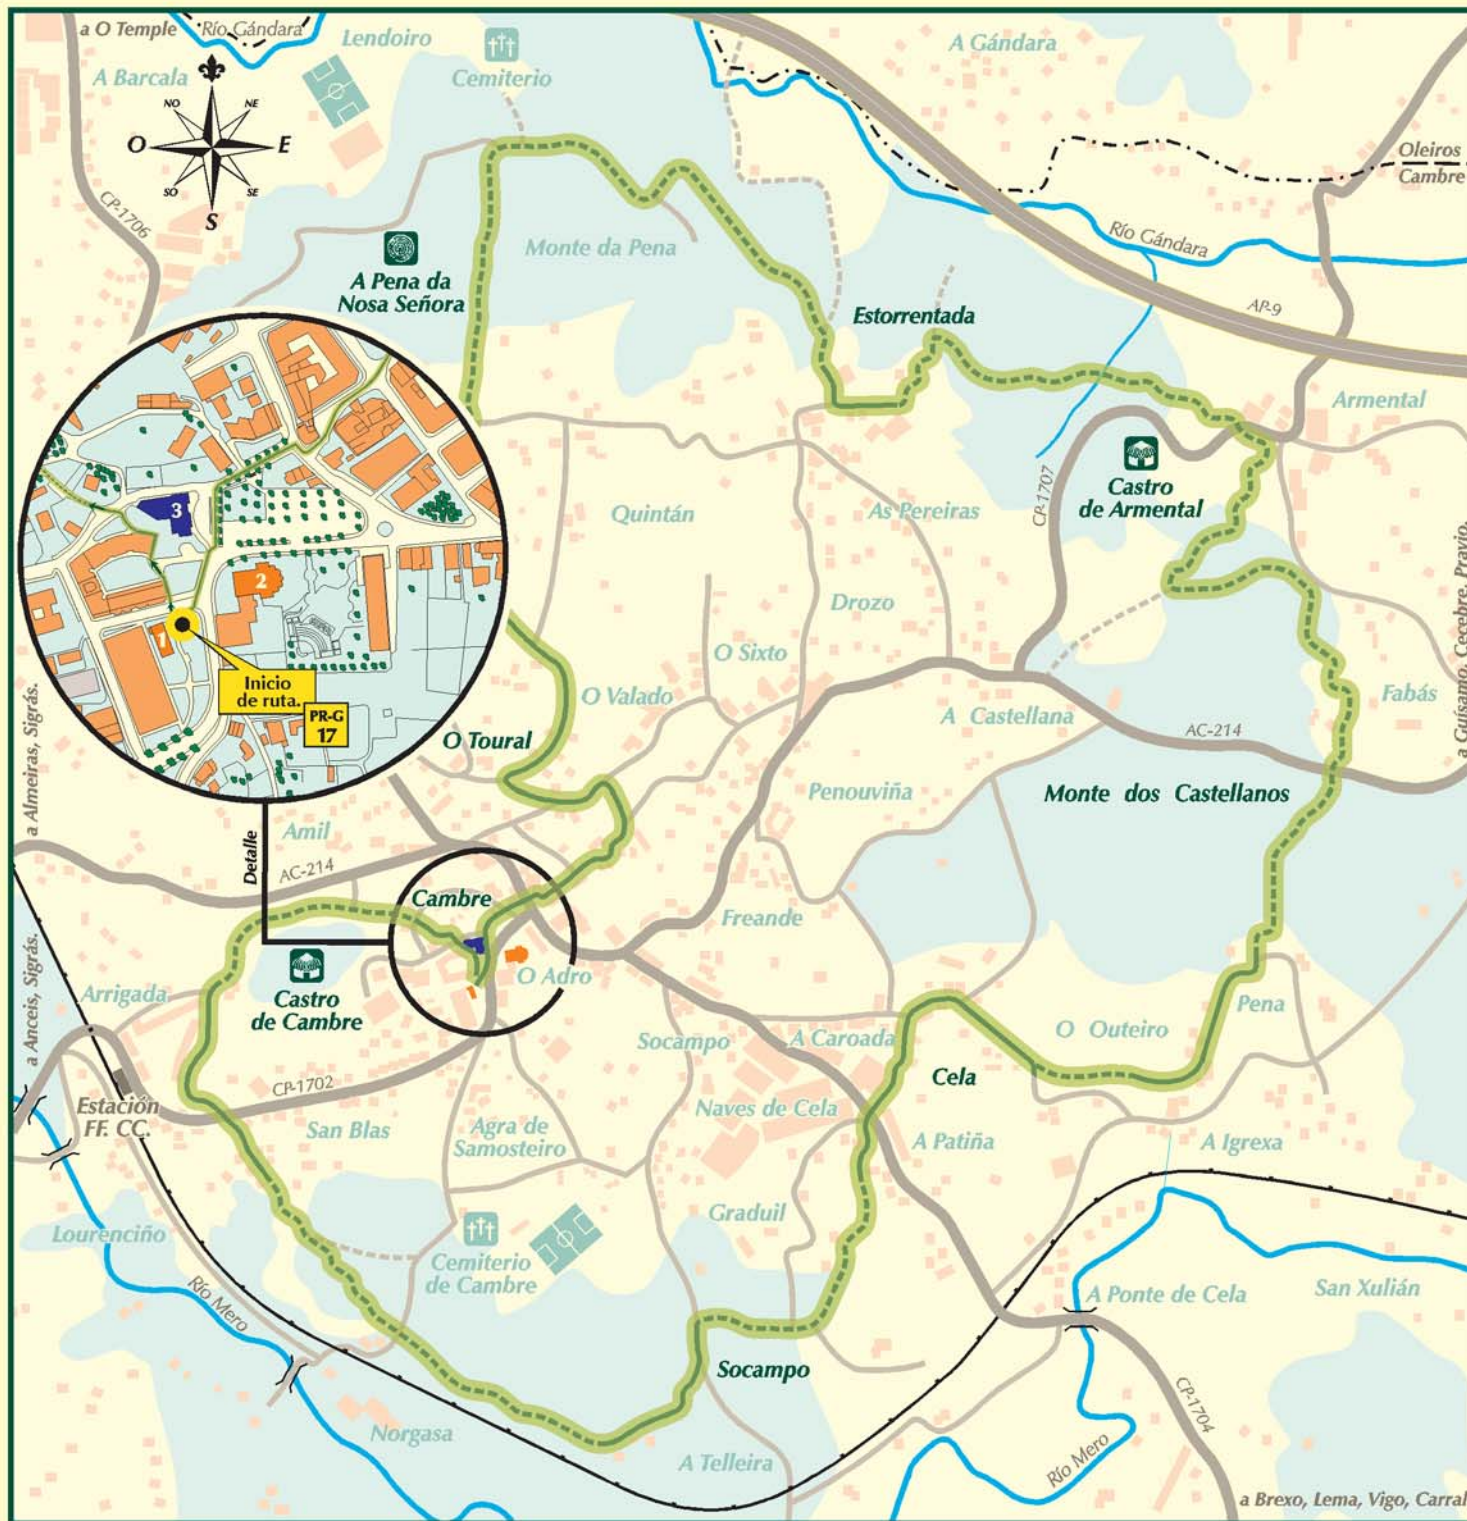 a O Temple
Río Gándara
Lendoiro
Cemiterio
A Gándara
A Barcala
NO
NE
O
E
SO
SE
S
CP-1706
Oleiros
Cambre
Río Gándara
AP-9
Monte da Pena
A Pena da
Nosa Señora
Estorrentada
Armental
Castro
de Armental
CP-1707
Quintán
As Pereiras
Drozo
O Sixto
O Valado
A Castellana
Fabás
AC-214
a Guísamo, Cecebre, Pravio.
3
2
1
Inicio
de ruta.
PR-G
17
O Toural
Penouviña
Monte dos Castellanos
a Almeiras, Sigrás.
Amil
Detalle
AC-214
Cambre
Freande
O Adro
Castro
de Cambre
Arrigada
a Anceis, Sigrás.
Socampo
A Caroada
O Outeiro
Pena
Cela
CP-1702
Estación
FF. CC.
San Blas
Agra de
Samosteiro
Naves de Cela
A Patiña
A Igrexa
Graduil
Lourenciño
Cemiterio
de Cambre
Río Mero
A Ponte de Cela
San Xulián
Socampo
CP-1704
Norgasa
A Telleira
Río Mero
a Brexo, Lema, Vigo, Carral